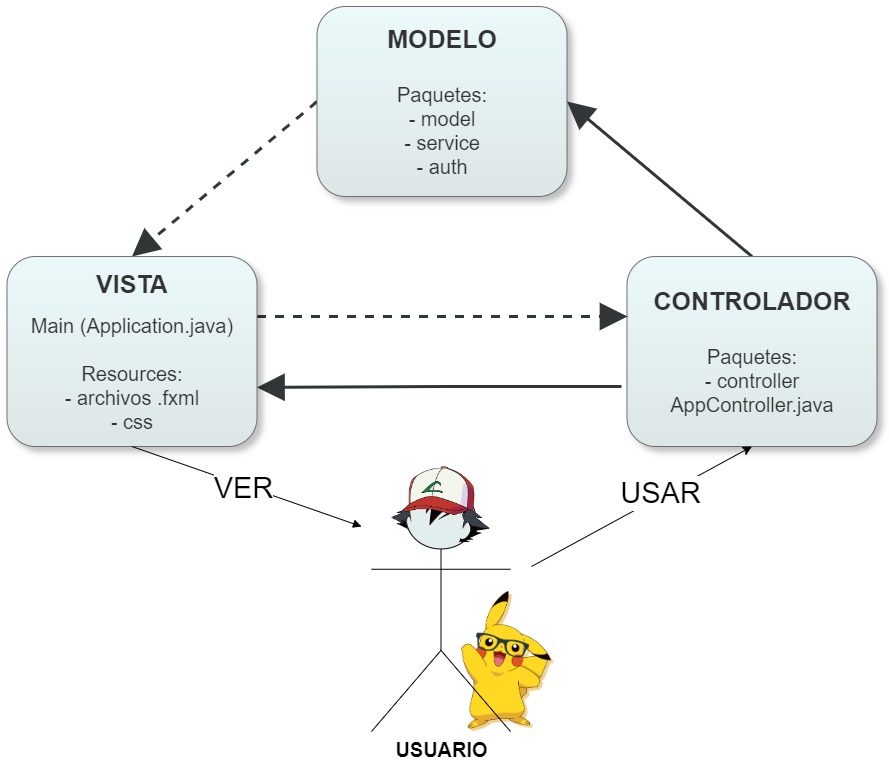 MODELO
Paquetes:
- model
- service
- auth
VISTA
Main (Application.java)
Resources:
- archivos .fxml
- css
CONTROLADOR
Paquetes:
- controller
AppController.java
VER
USAR
USUARIO